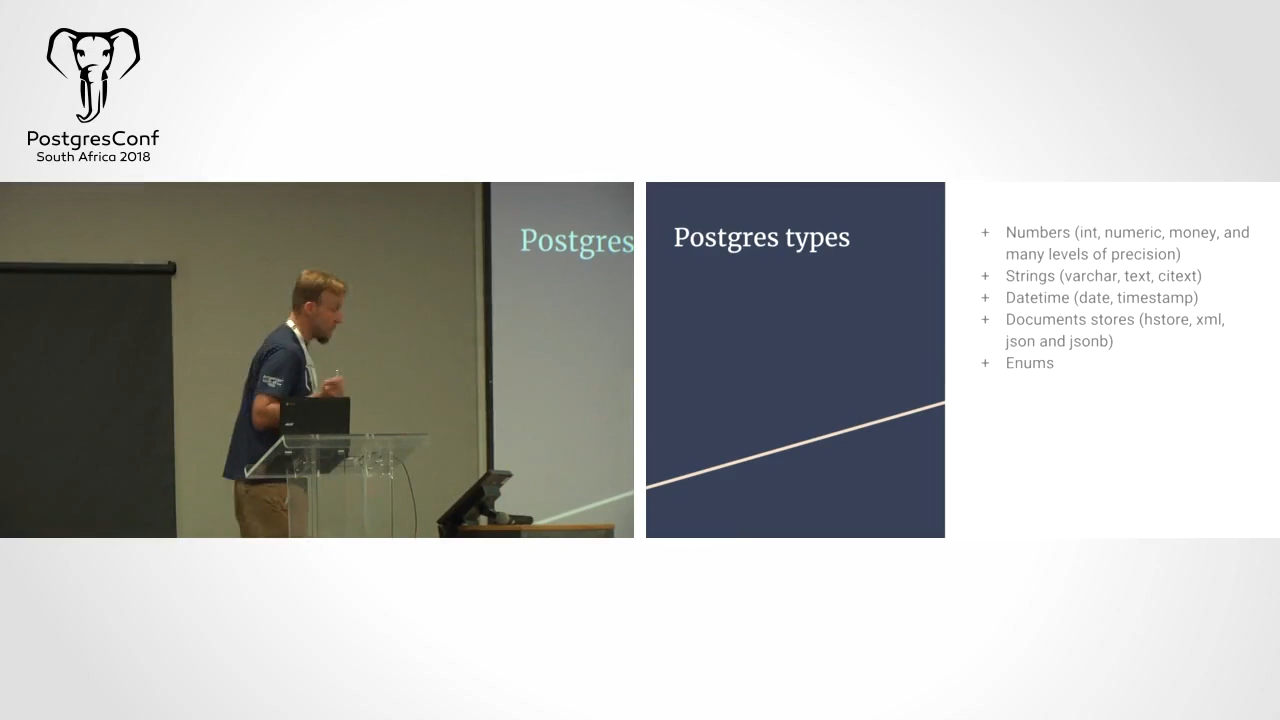 PostgresConf
South Africa 2018
Postgres
Postgres types
+ Numbers (int, numeric, money, and
many levels of precision)
+ Strings (varchar, text, citext)
+ Datetime (date, timestamp)
+ Documents stores (hstore, xml,
json and jsonb)
+ Enums